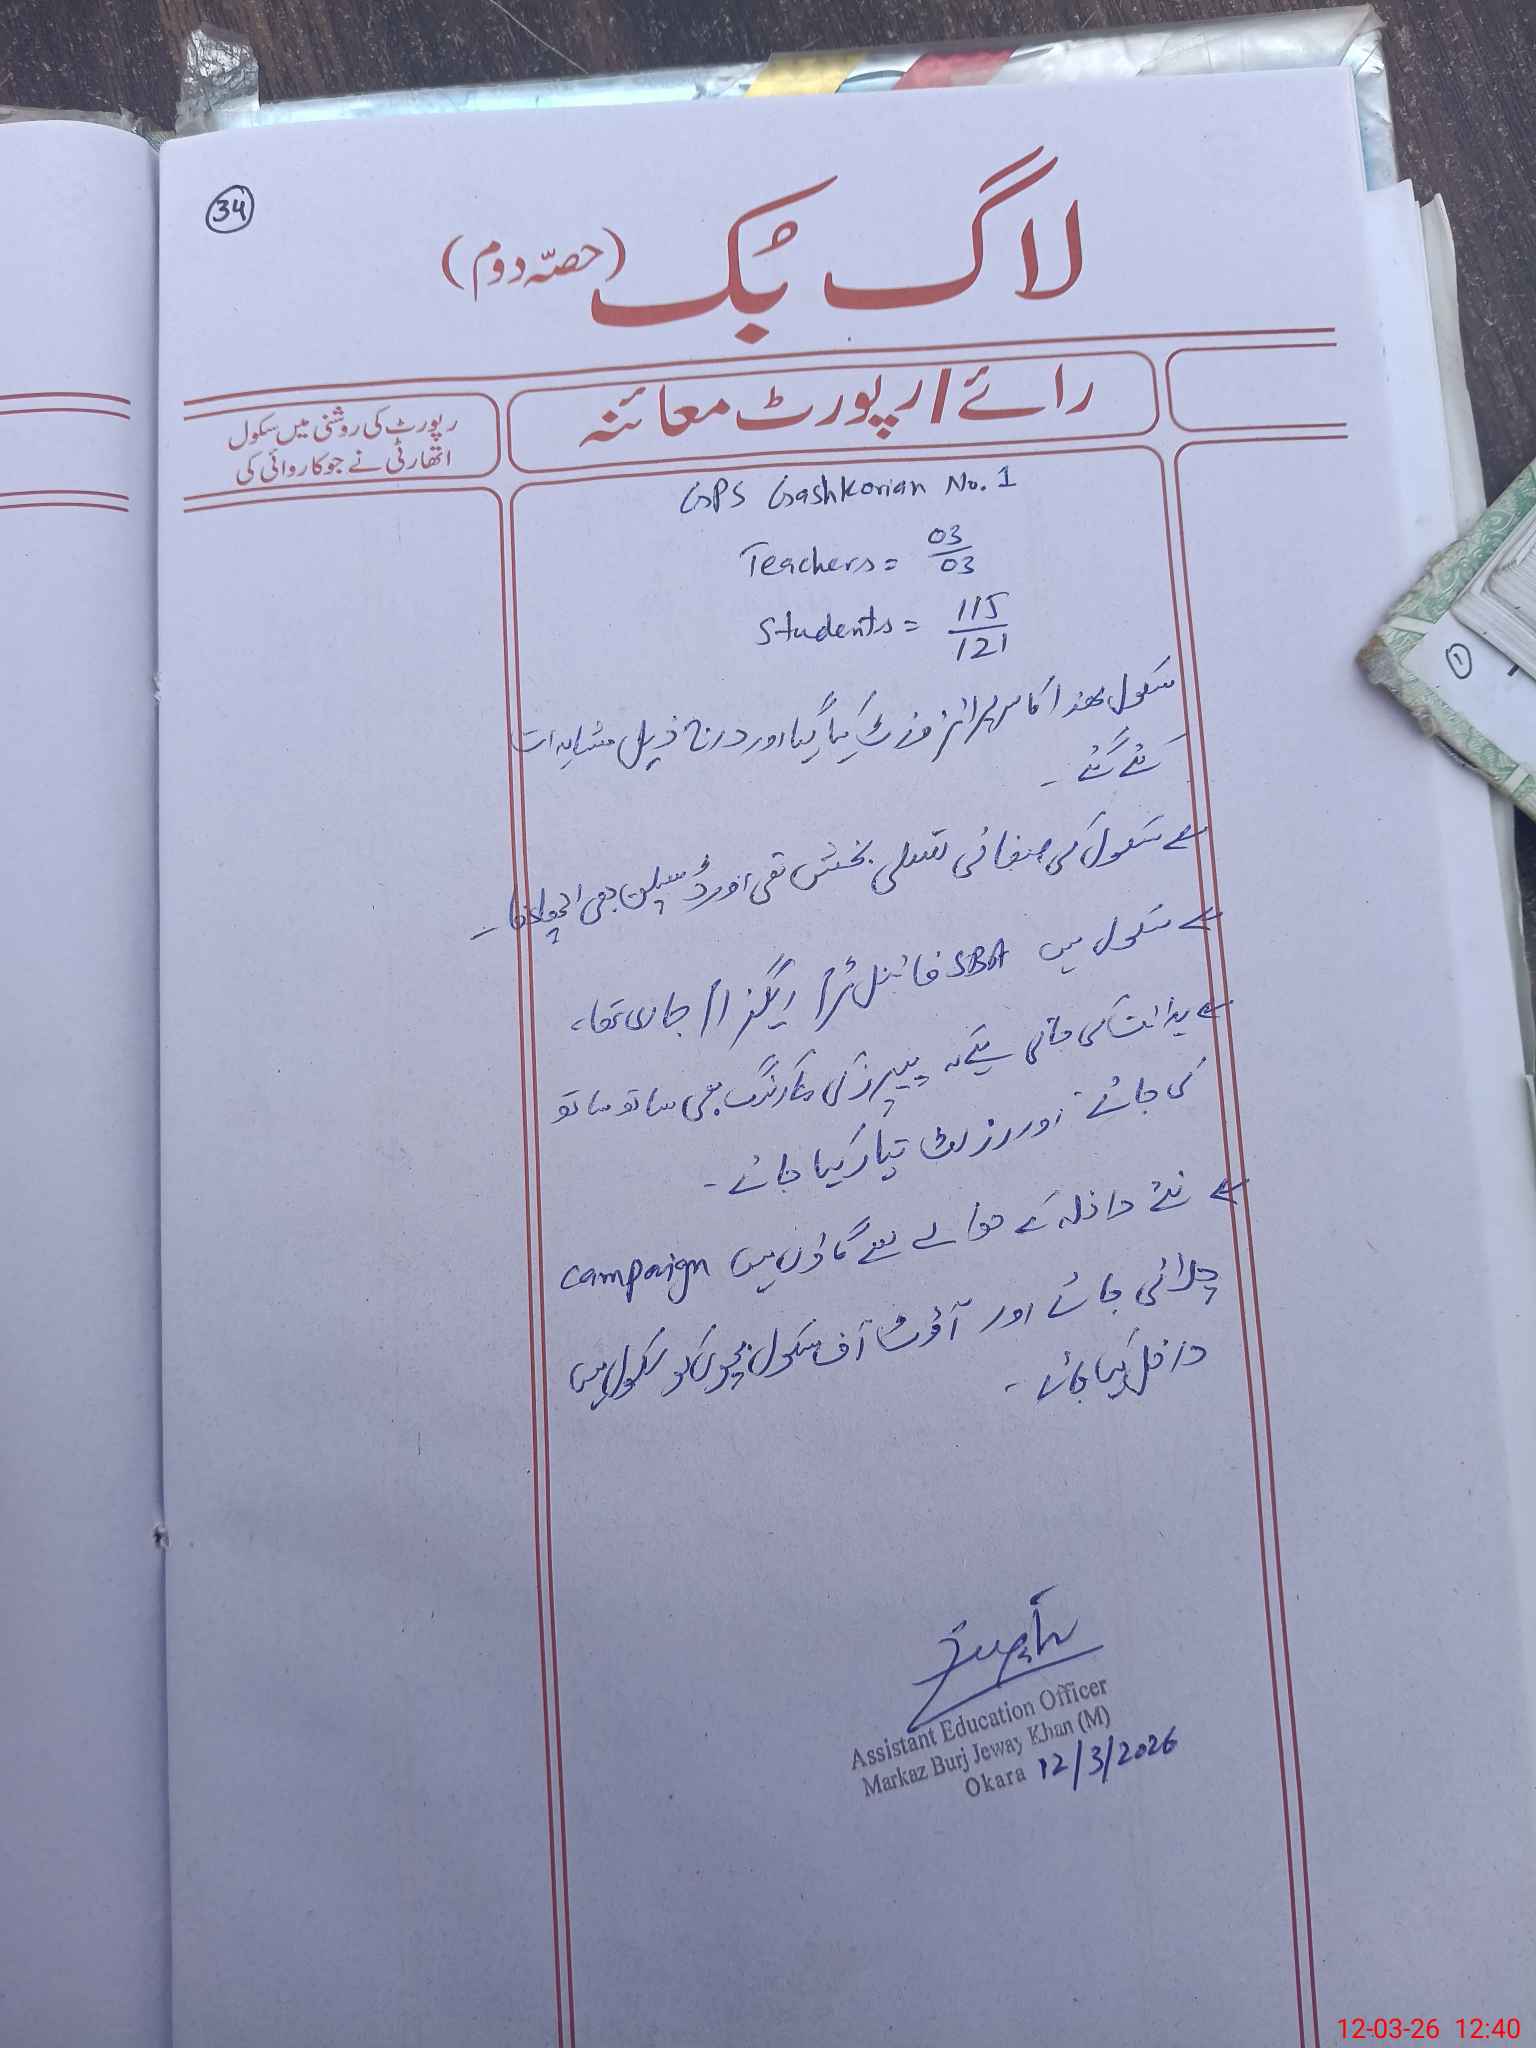 34
لاگ بُک (حصّہ دوم)
رائے/رپورٹ معائنہ
رپورٹ کی روشنی میں سکول
اتھارٹی نے جو کاروائی کی
GPS Gashkorian No. 1
Teachers = 03/03
Students = 115/121
سکول ھذا کا سرپرائز وزٹ کیا گیا اور درج ذیل مشاہدات
کئے گئے ۔
سکول کی صفائی تسلی بخش تھی اور ڈسپلن بھی اچھا تھا ۔
سکول میں SBA فائنل ٹرم ایگزام جاری تھا،
ہدایت کی جاتی ہے کہ پیپرز کی مارکنگ بھی ساتھ ساتھ
کی جائے اور رزلٹ تیار کیا جائے ۔
نئے داخلہ کے حوالے سے گاؤں میں campaign
چلائی جائے اور آؤٹ آف سکول بچوں کو سکول میں
داخل کیا جائے ۔
Assistant Education Officer
Markaz Burj Jeway Khan (M)
Okara 12/3/2026
1
12-03-26 12:40